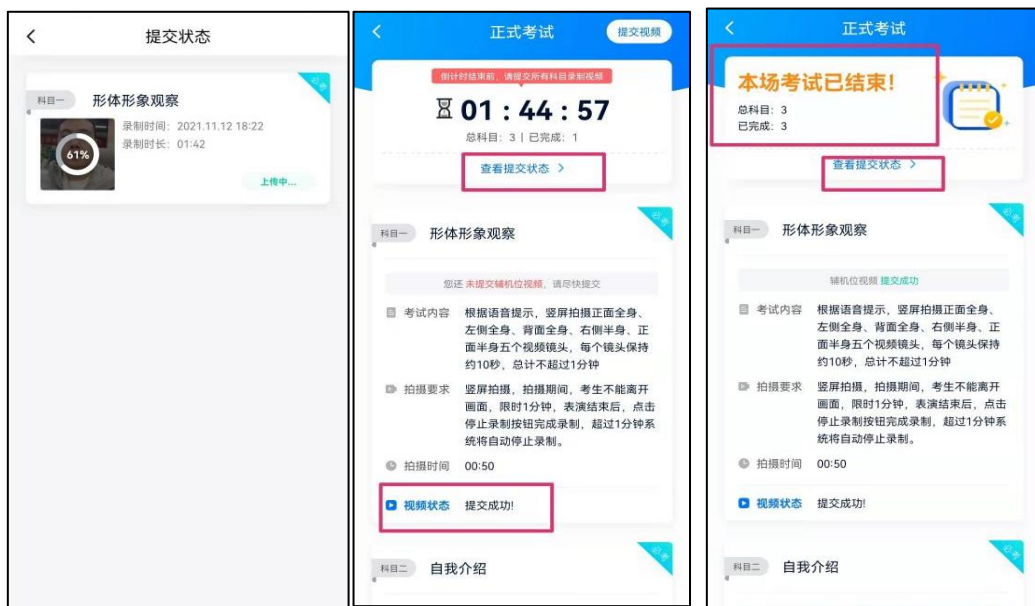 提交状态
必考
科目一
形体形象观察
录制时间：2021.11.12 18:22
录制时长：01:42
61%
上传中...
正式考试
提交视频
倒计时结束前，请提交所有科目录制视频
01 : 44 : 57
总科目：3 | 已完成：1
查看提交状态 >
必考
科目一
形体形象观察
您还 未提交辅机位视频，请尽快提交
考试内容
根据语音提示，竖屏拍摄正面全身、
左侧全身、背面全身、右侧半身、正
面半身五个视频镜头，每个镜头保持
约10秒，总计不超过1分钟
拍摄要求
竖屏拍摄，拍摄期间，考生不能离开
画面，限时1分钟，表演结束后，点击
停止录制按钮完成录制，超过1分钟系
统将自动停止录制。
拍摄时间 00:50
视频状态 提交成功!
必考
科目二
自我介绍
正式考试
本场考试已结束!
总科目：3
已完成：3
查看提交状态 >
必考
科目一
形体形象观察
辅机位视频 提交成功
考试内容
根据语音提示，竖屏拍摄正面全身、
左侧全身、背面全身、右侧半身、正
面半身五个视频镜头，每个镜头保持
约10秒，总计不超过1分钟
拍摄要求
竖屏拍摄，拍摄期间，考生不能离开
画面，限时1分钟，表演结束后，点击
停止录制按钮完成录制，超过1分钟系
统将自动停止录制。
拍摄时间 00:50
视频状态 提交成功!
必考
科目二
自我介绍